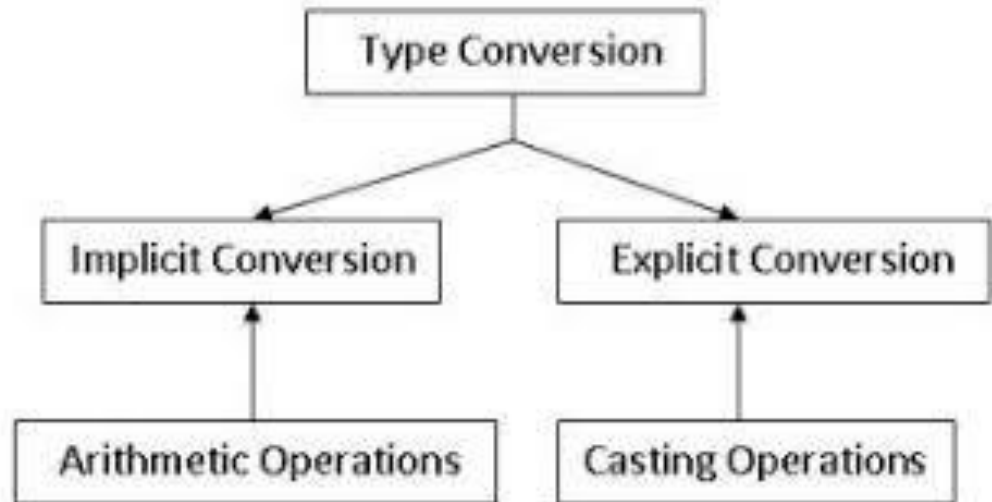 Type Conversion
Implicit Conversion
Explicit Conversion
Arithmetic Operations
Casting Operations